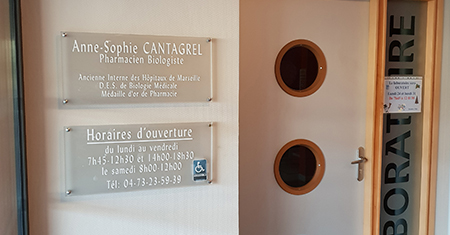 Anne-Sophie CANTAGREL
Pharmacien Biologiste
Ancienne Interne des Hôpitaux de Marseille
D.E.S. de Biologie Médicale
Médaille d'or de Pharmacie
Horaires d'ouverture
du lundi au vendredi
7h45-12h30 et 14h00-18h30
le samedi 8h00-12h00
Tél: 04-73-23-59-39
BORATOIRE